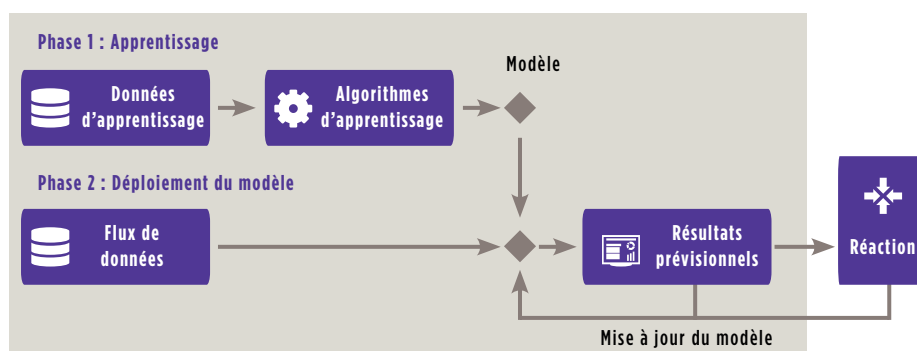 Phase 1 : Apprentissage
Modèle
Données
d'apprentissage
Algorithmes
d'apprentissage
Phase 2 : Déploiement du modèle
Flux de
données
Résultats
prévisionnels
Réaction
Mise à jour du modèle